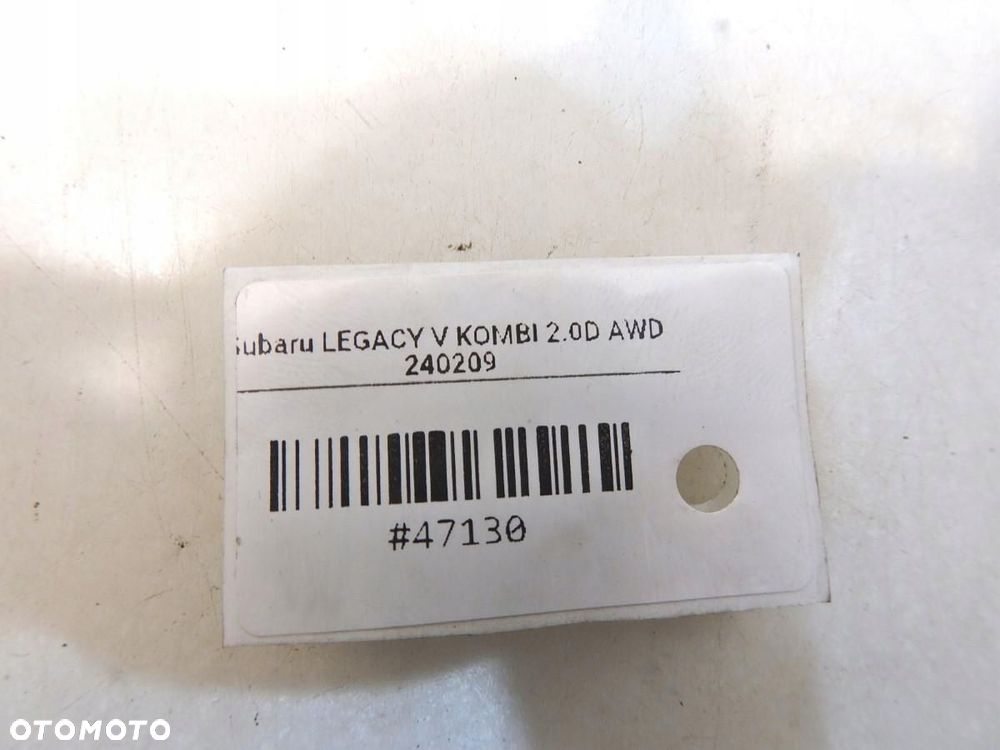 Subaru LEGACY V KOMBI 2.0D AWD
240209
#47130
OTOMOTO